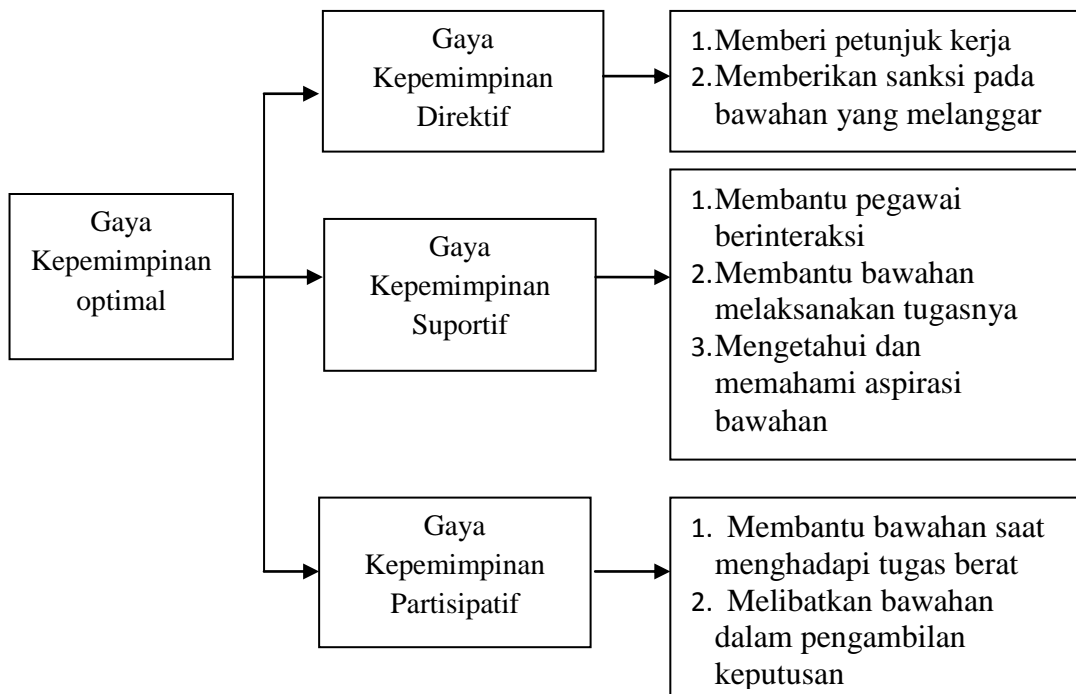 Gaya
Kepemimpinan
optimal
Gaya
Kepemimpinan
Direktif
1.Memberi petunjuk kerja
2.Memberikan sanksi pada
bawahan yang melanggar
Gaya
Kepemimpinan
Suportif
1.Membantu pegawai
berinteraksi
2.Membantu bawahan
melaksanakan tugasnya
3.Mengetahui dan
memahami aspirasi
bawahan
Gaya
Kepemimpinan
Partisipatif
1. Membantu bawahan saat
menghadapi tugas berat
2. Melibatkan bawahan
dalam pengambilan
keputusan